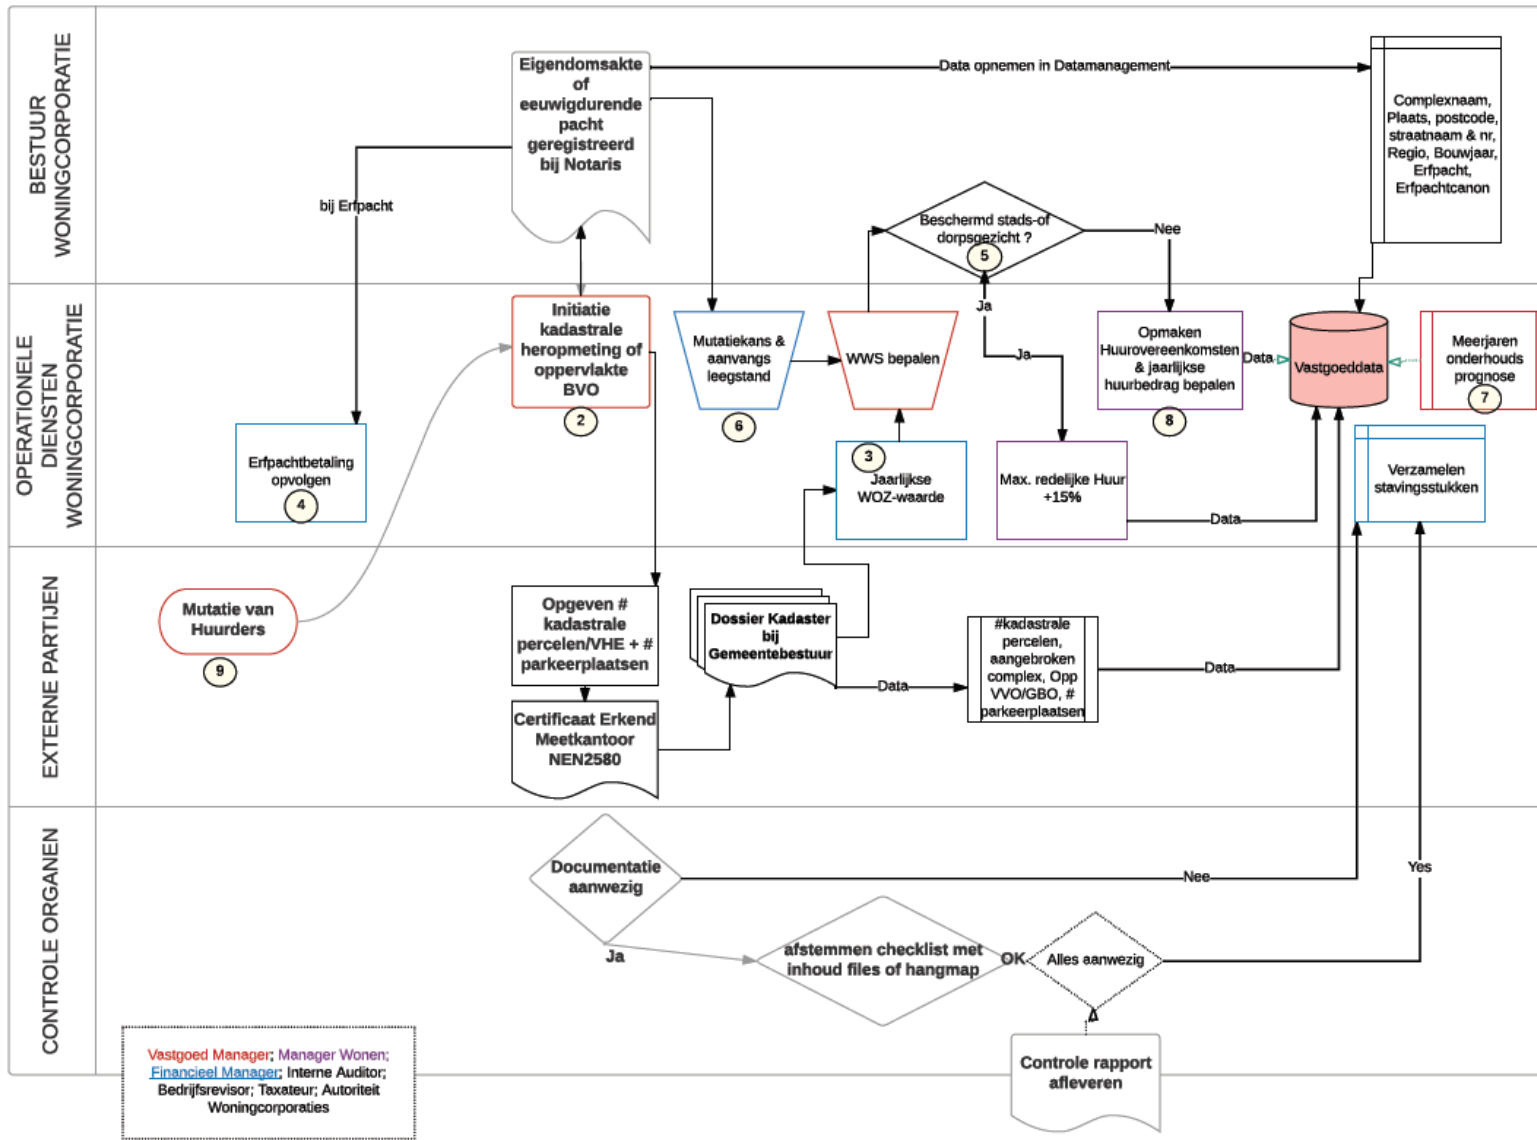 BESTUUR
WONINGCORPORATIE
Eigendomsakte
of
eeuwigdurende
pacht
geregistreerd
bij Notaris
Data opnemen in Datamanagement
Complexnaam,
Plaats, postcode,
straatnaam & nr,
Regio, Bouwjaar,
Erfpacht,
Erfpachtcanon
bij Erfpacht
Beschermd stads-of
dorpsgezicht ?
5
Nee
OPERATIONELE
DIENSTEN
WONINGCORPORATIE
Initiatie
kadastrale
heropmeting of
oppervlakte
BVO
2
Mutatiekans &
aanvangs
leegstand
6
WWS bepalen
Ja
Ja
Opmaken
Huurovereenkomsten
& jaarlijkse
huurbedrag bepalen
8
Data
Vastgoeddata
Meerjaren
onderhouds
prognose
7
Erfpachtbetaling
opvolgen
4
3
Jaarlijkse
WOZ-waarde
Max. redelijke Huur
+15%
Data
Verzamelen
stavingsstukken
EXTERNE PARTIJEN
Mutatie van
Huurders
9
Opgeven #
kadastrale
percelen/VHE + #
parkeerplaatsen
Certificaat Erkend
Meetkantoor
NEN2580
Dossier Kadaster
bij
Gemeentebestuur
Data
#kadastrale
percelen,
aangebroken
complex, Opp
VVO/GBO, #
parkeerplaatsen
Data
CONTROLE ORGANEN
Documentatie
aanwezig
Nee
Yes
Ja
afstemmen checklist met
inhoud files of hangmap
OK
Alles aanwezig
Controle rapport
afleveren
Vastgoed Manager; Manager Wonen;
Financieel Manager; Interne Auditor;
Bedrijfsrevisor; Taxateur; Autoriteit
Woningcorporaties